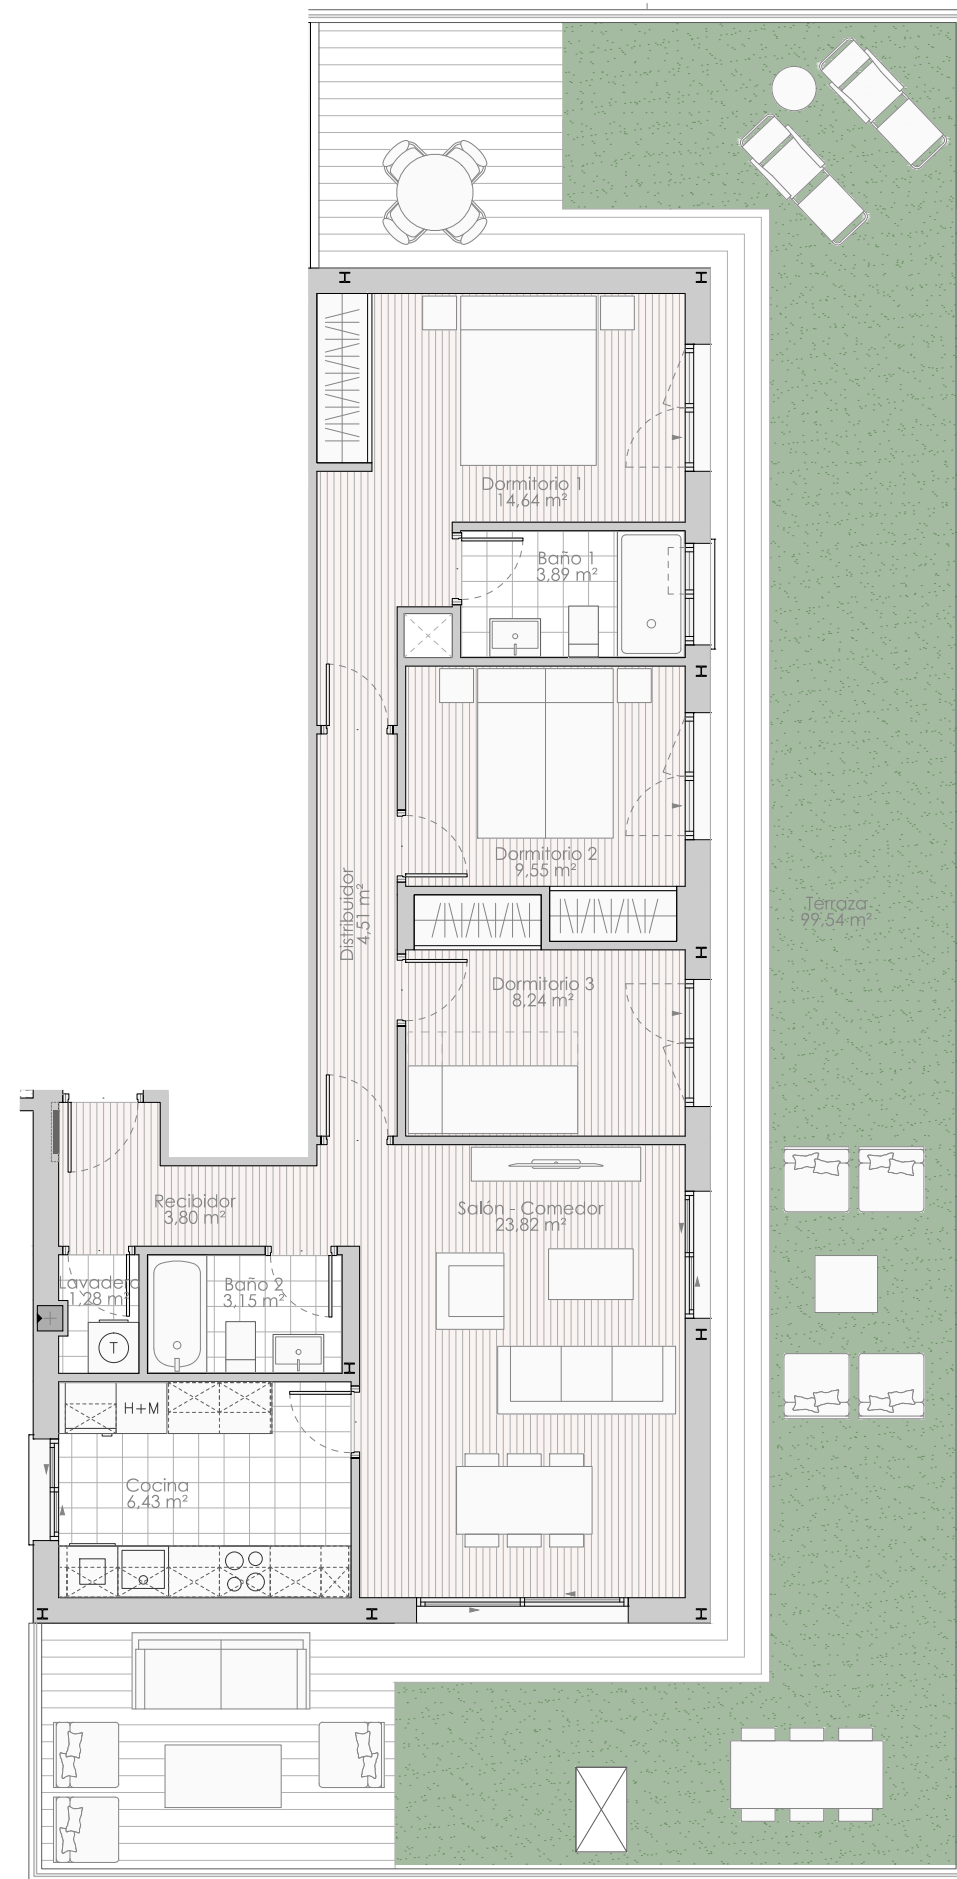 Dormitorio 1
14,64 m²
Baño 1
3,89 m²
Dormitorio 2
9,55 m²
Distribuidor
4,51 m²
Terraza
99,54 m²
Dormitorio 3
8,24 m²
Recibidor
3,80 m²
Salón - Comedor
23,82 m²
Lavadero
1,28 m²
Baño 2
3,15 m²
T
H+M
Cocina
6,43 m²